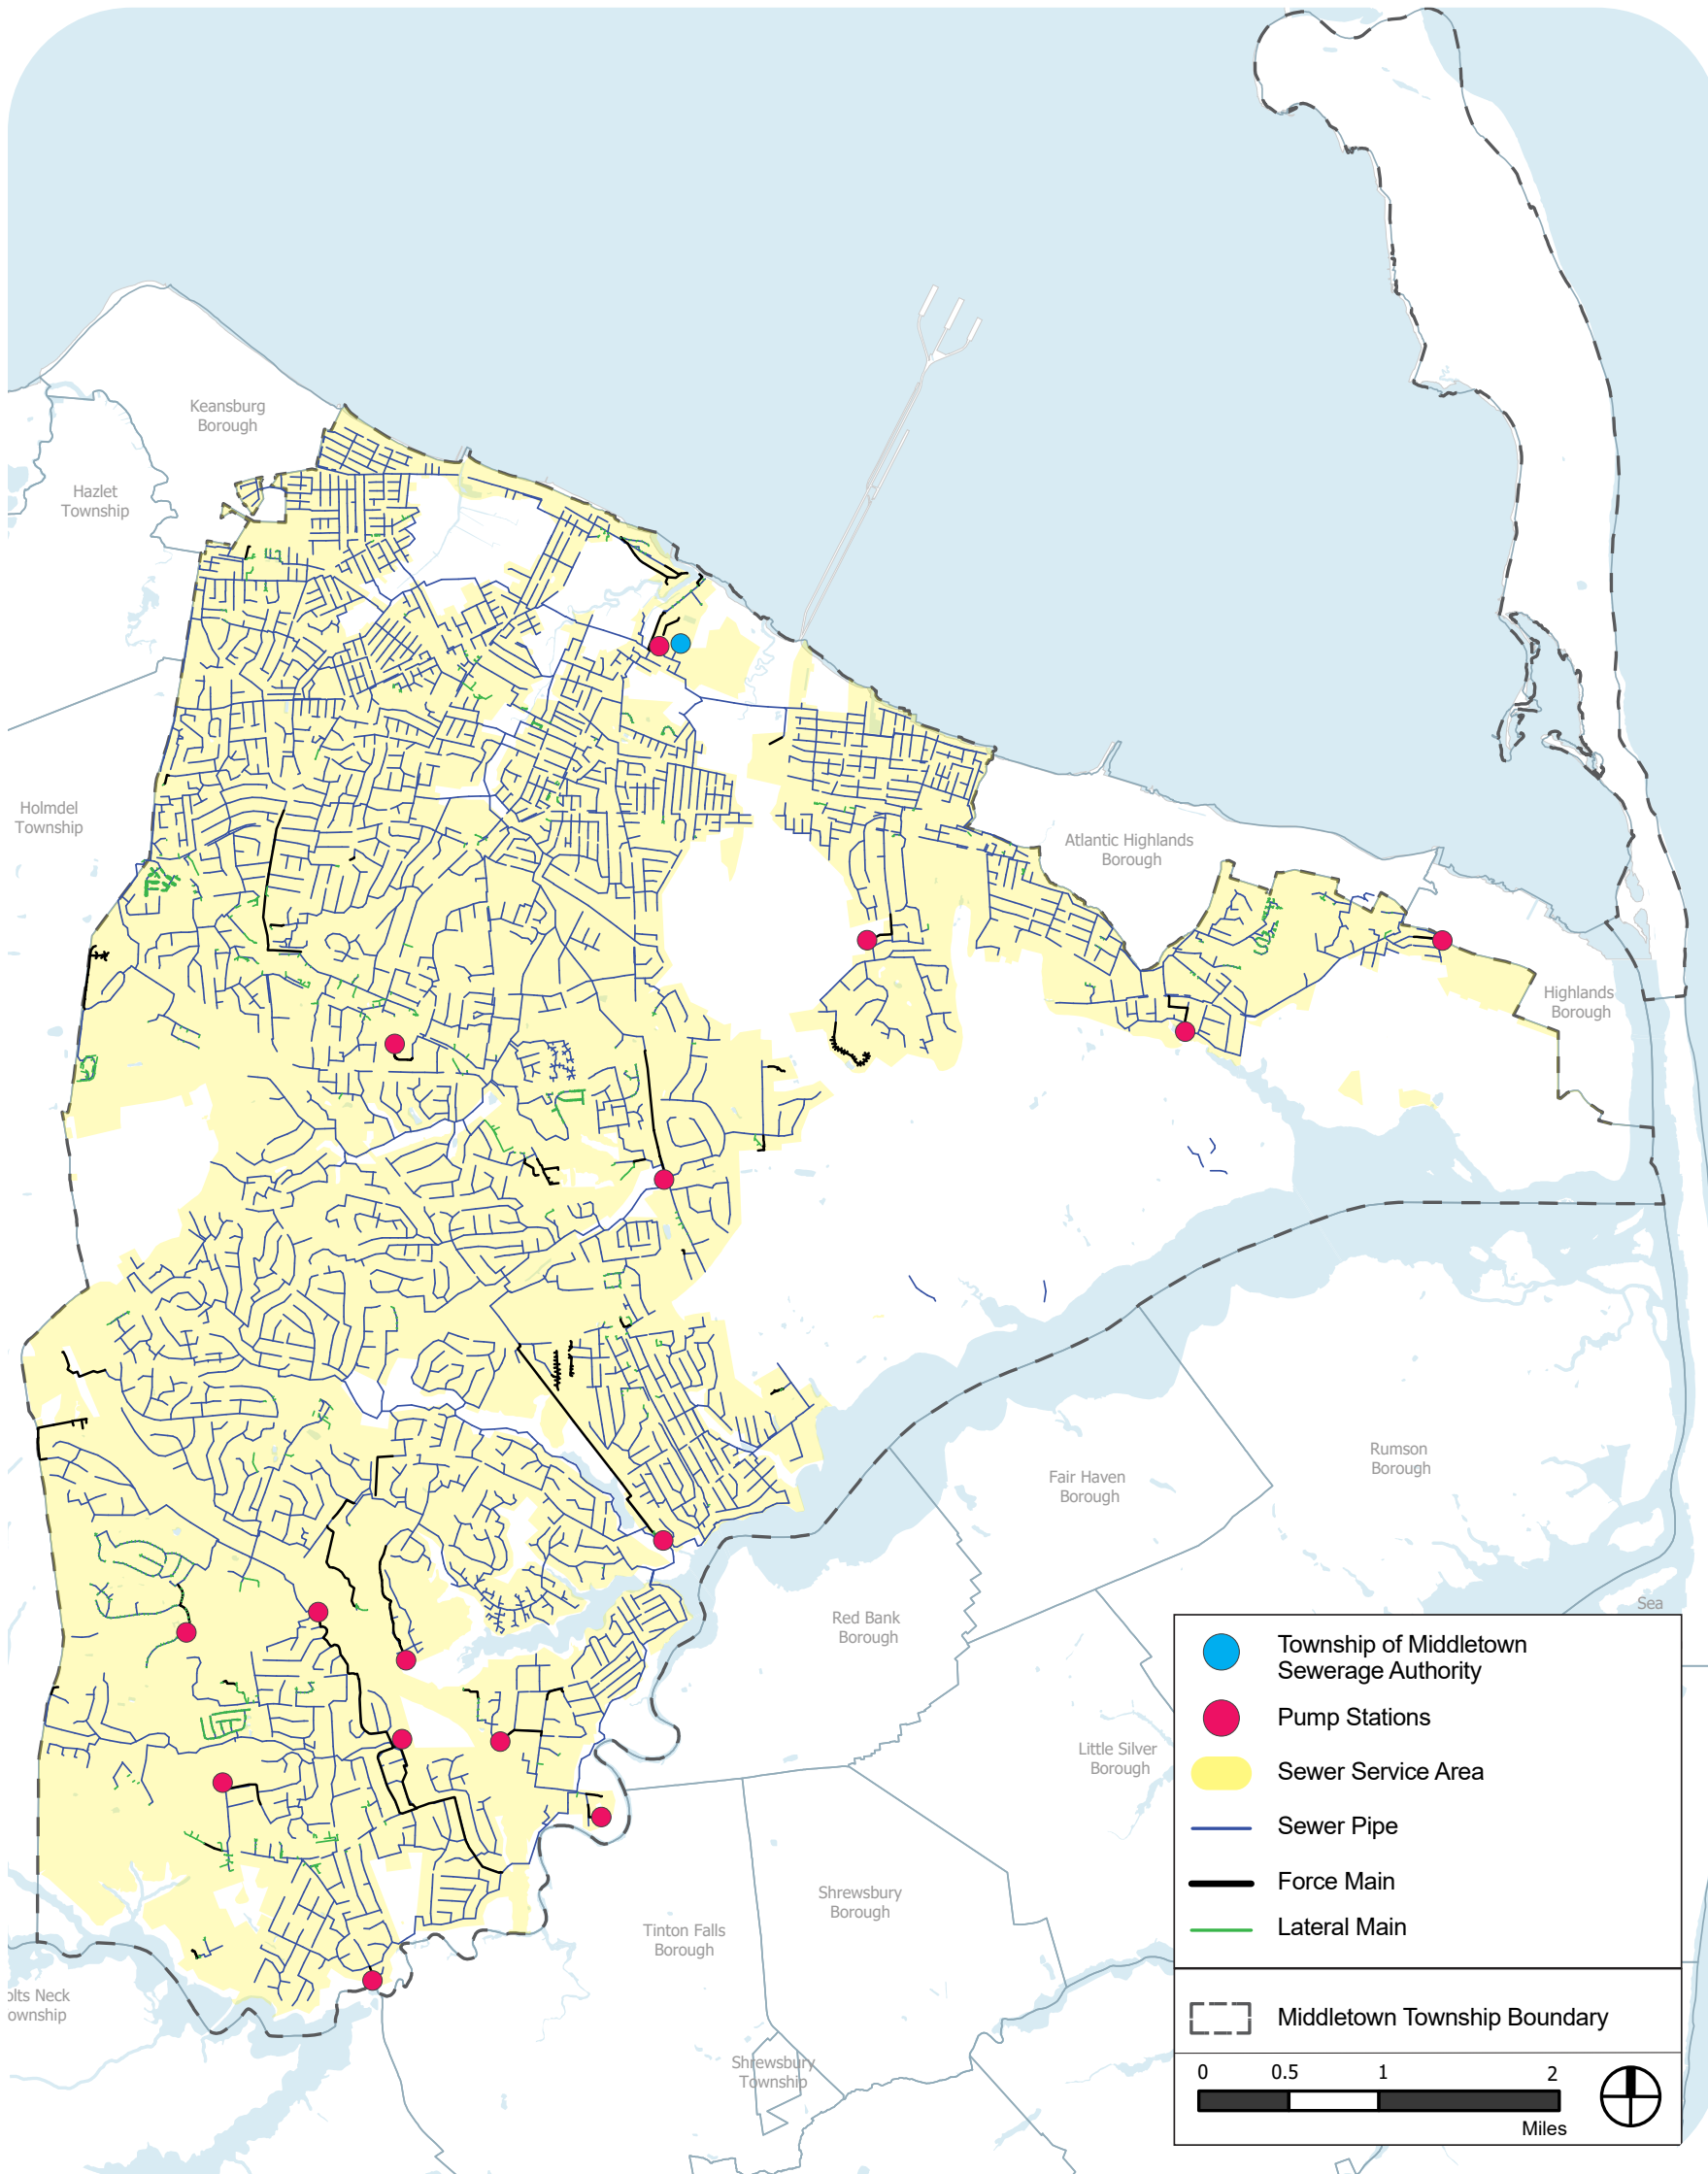 Keansburg
Borough
Hazlet
Township
Holmdel
Township
Atlantic Highlands
Borough
Highlands
Borough
Rumson
Borough
Fair Haven
Borough
Red Bank
Borough
Sea
Little Silver
Borough
Shrewsbury
Borough
Tinton Falls
Borough
olts Neck
ownship
Shrewsbury
Township
Township of Middletown
Sewerage Authority
Pump Stations
Sewer Service Area
Sewer Pipe
Force Main
Lateral Main
Middletown Township Boundary
0 0.5 1 2
Miles